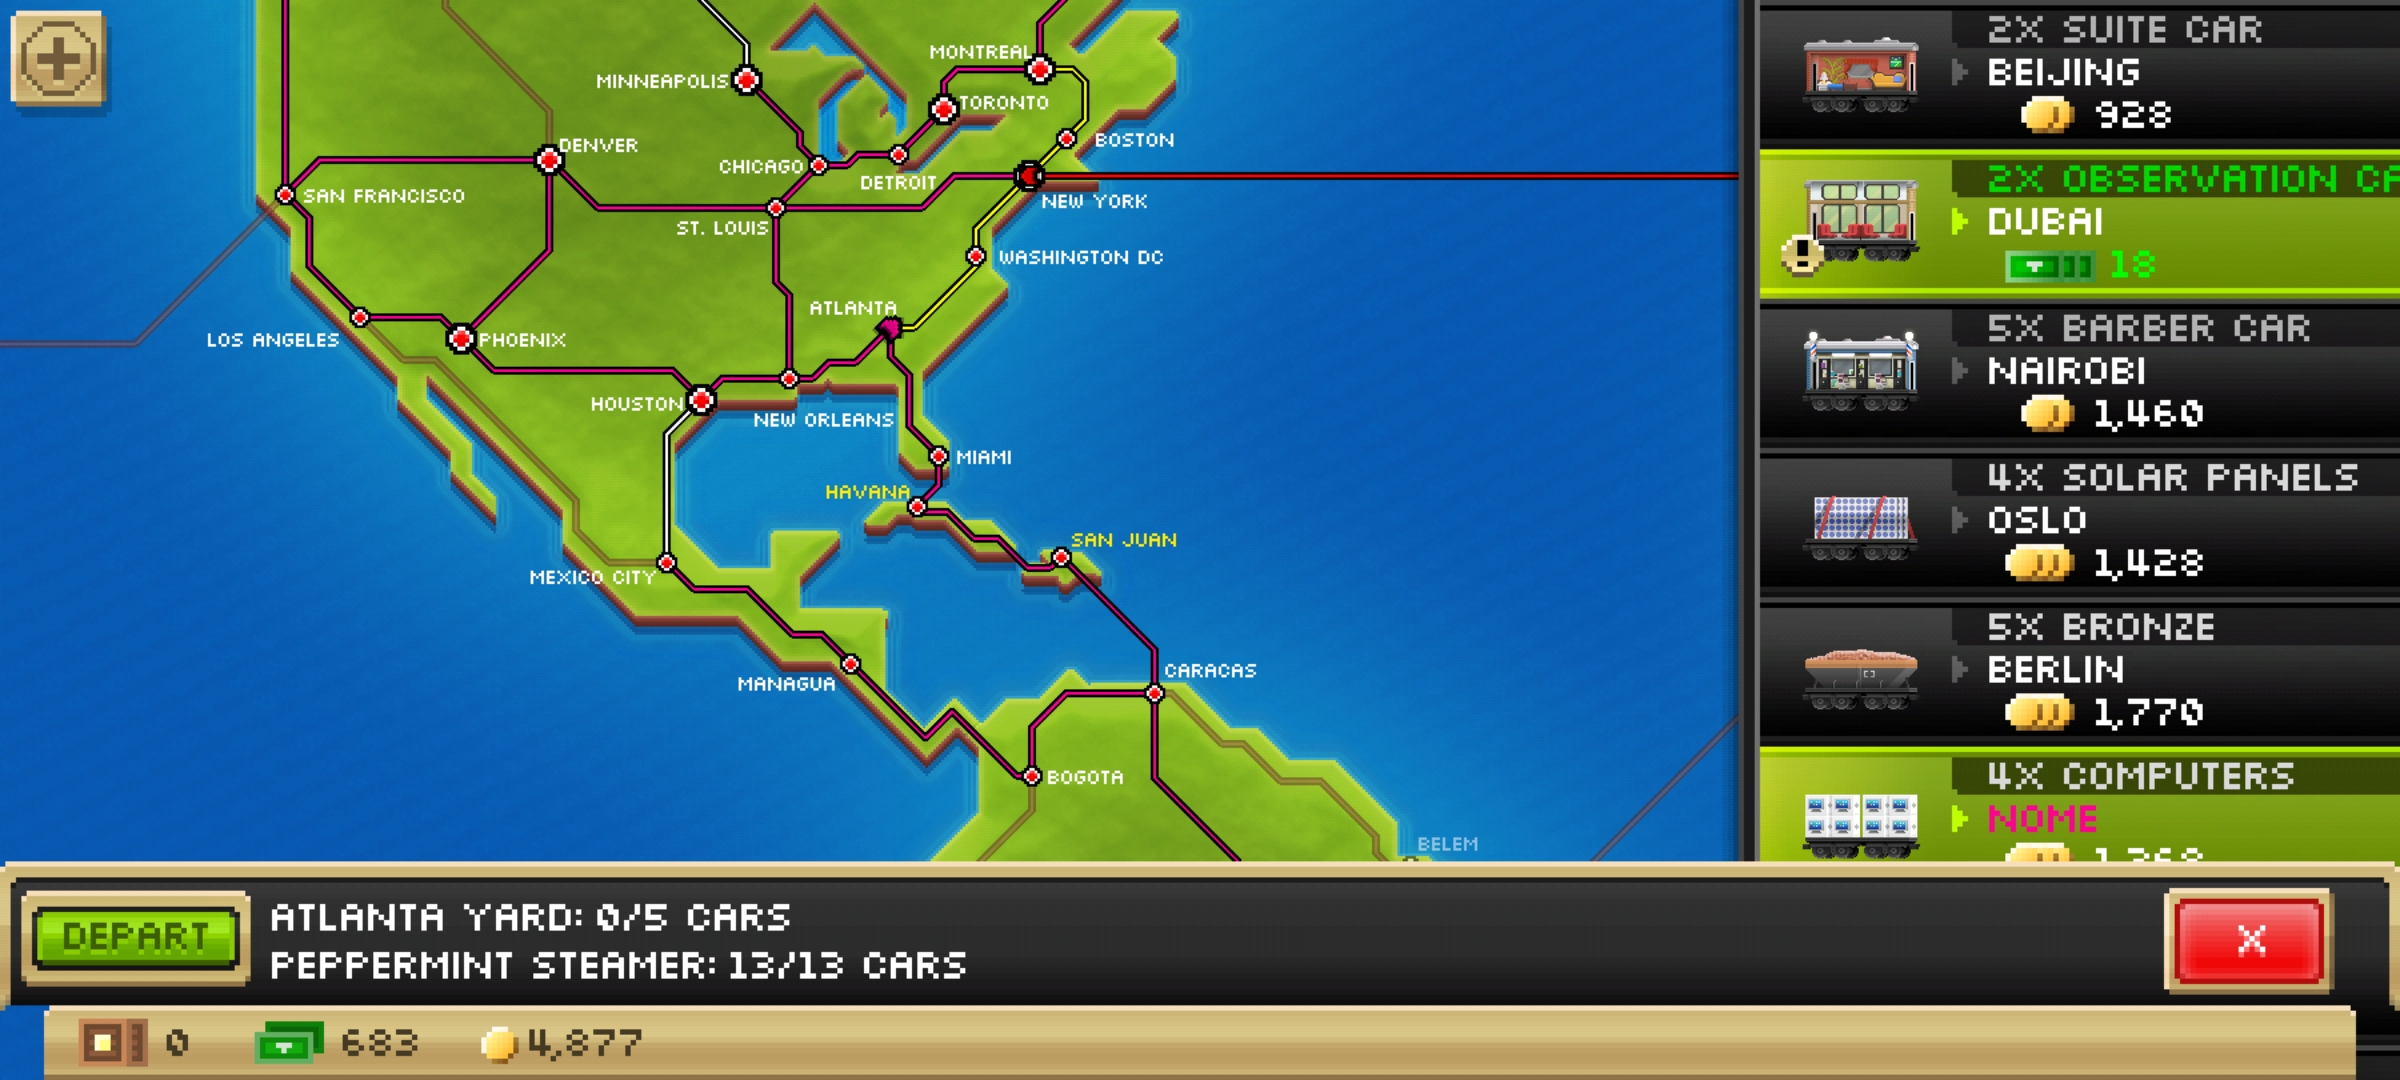 MONTREAL
MINNEAPOLIS
TORONTO
BOSTON
DENVER
CHICAGO
DETROIT
SAN FRANCISCO
NEW YORK
ST. LOUIS
WASHINGTON DC
ATLANTA
LOS ANGELES
PHOENIX
HOUSTON
NEW ORLEANS
MIAMI
HAVANA
SAN JUAN
MEXICO CITY
CARACAS
MANAGUA
BOGOTA
BELEM
2X SUITE CAR
BEIJING
928
2X OBSERVATION CA
DUBAI
18
5X BARBER CAR
NAIROBI
1,460
4X SOLAR PANELS
OSLO
1,428
5X BRONZE
BERLIN
1,770
4X COMPUTERS
NOME
DEPART
ATLANTA YARD: 0/5 CARS
PEPPERMINT STEAMER: 13/13 CARS
X
0
683
4,877